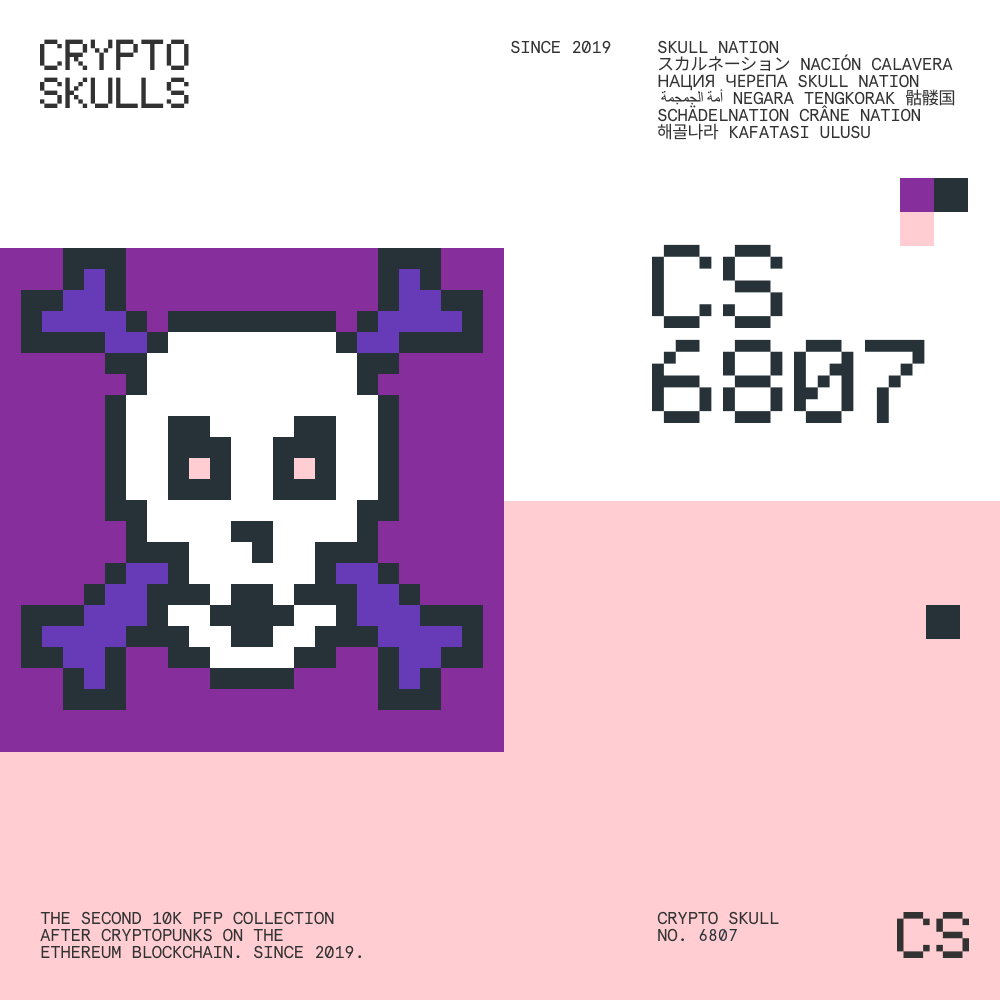 CRYPTO
SKULLS
SINCE 2019
SKULL NATION
スカルネーション NACIÓN CALAVERA
НАЦИЯ ЧЕРЕПА SKULL NATION
أمة الجمجمة NEGARA TENGKORAK 骷髅国
SCHÄDELNATION CRÂNE NATION
해골나라 KAFATASI ULUSU
CS
6807
THE SECOND 10K PFP COLLECTION
AFTER CRYPTOPUNKS ON THE
ETHEREUM BLOCKCHAIN. SINCE 2019.
CRYPTO SKULL
NO. 6807
CS